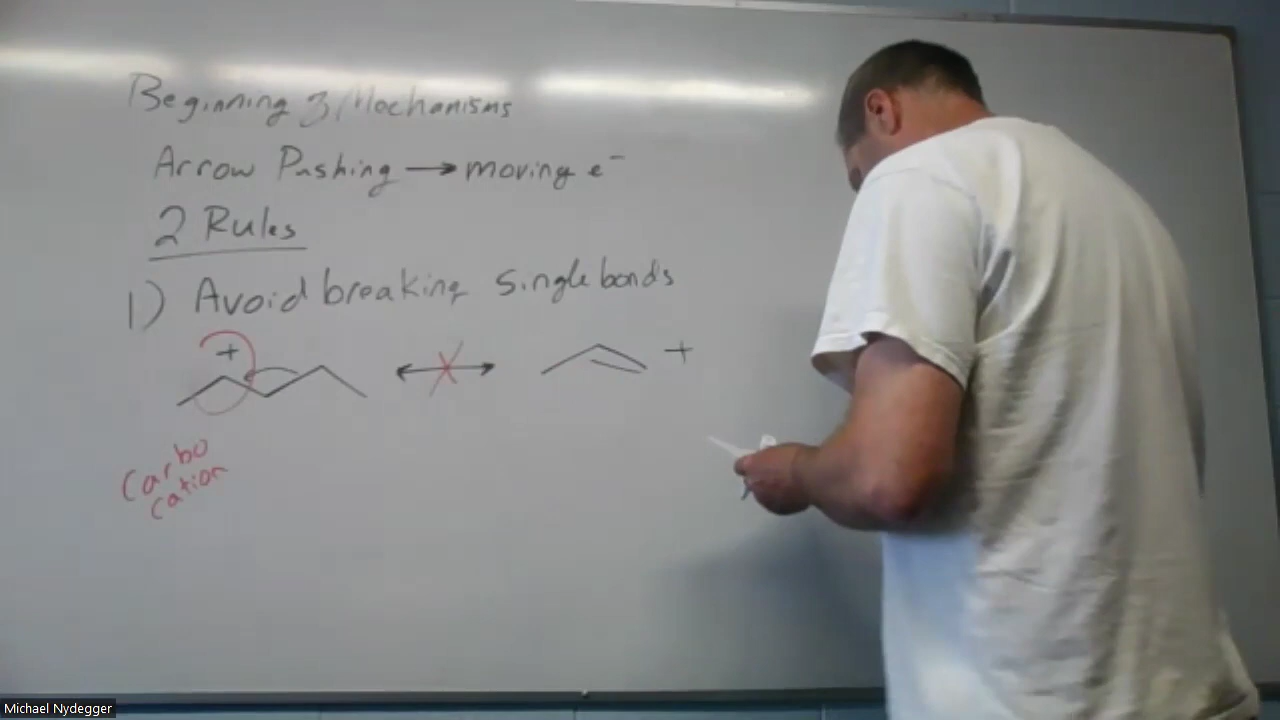 Beginning 3/Mechanisms
Arrow Pushing → moving e⁻
2 Rules
1) Avoid breaking single bonds
+
+
Carbo
cation
Michael Nydegger